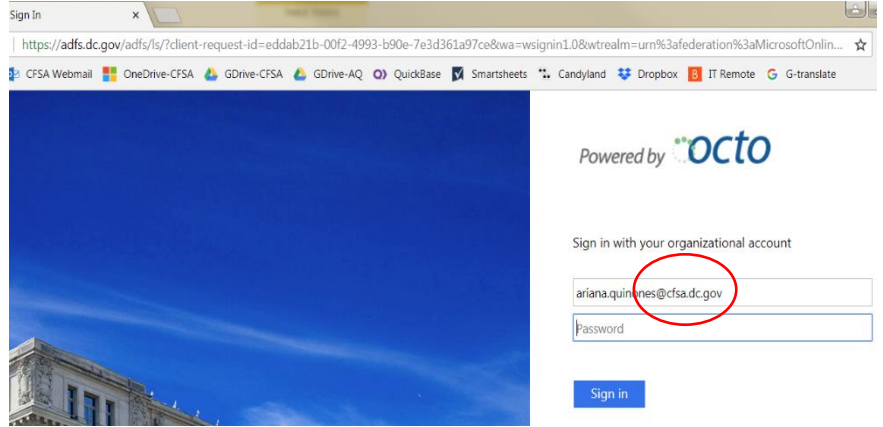 Sign In
https://adfs.dc.gov/adfs/ls/?client-request-id=eddab21b-00f2-4993-b90e-7e3d361a97ce&wa=wsignin1.0&wtrealm=urn%3afederation%3aMicrosoftOnlin...
CFSA Webmail OneDrive-CFSA GDrive-CFSA GDrive-AQ QuickBase Smartsheets Candyland Dropbox IT Remote G-translate
Powered by octo
Sign in with your organizational account
ariana.quinones@cfsa.dc.gov
Password
Sign in